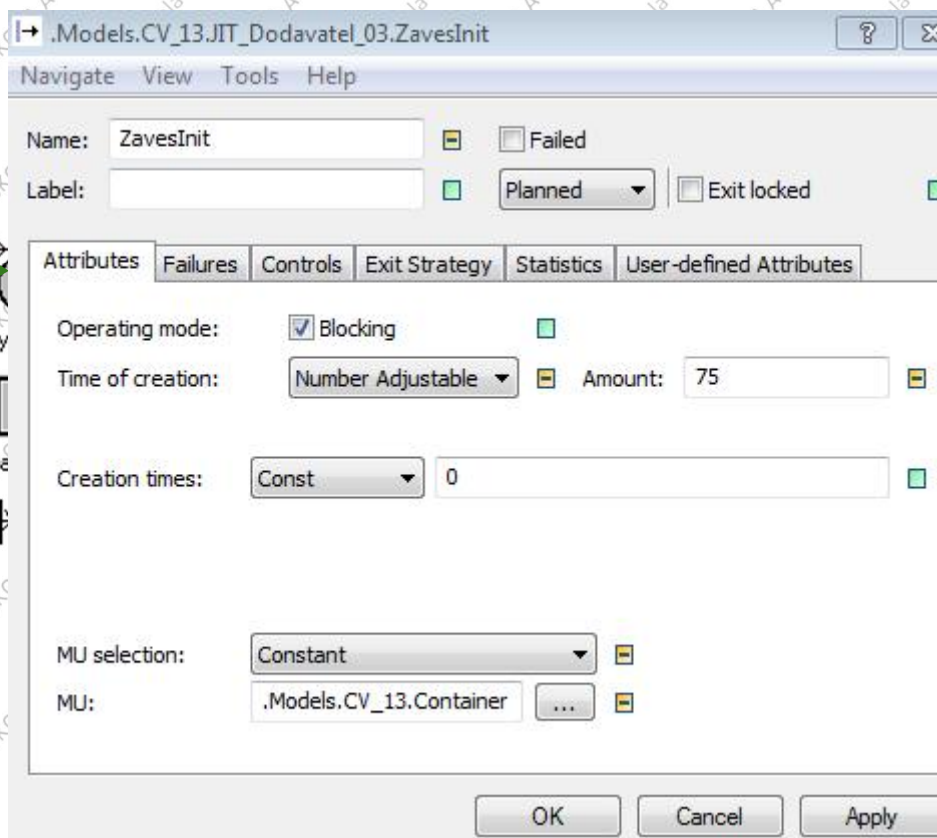 .Models.CV_13.JIT_Dodavatel_03.ZavesInit
Navigate View Tools Help
Name: ZavesInit Failed
Label: Planned Exit locked
Attributes Failures Controls Exit Strategy Statistics User-defined Attributes
Operating mode: Blocking
Time of creation: Number Adjustable Amount: 75
Creation times: Const 0
MU selection: Constant
MU: .Models.CV_13.Container ...
OK Cancel Apply